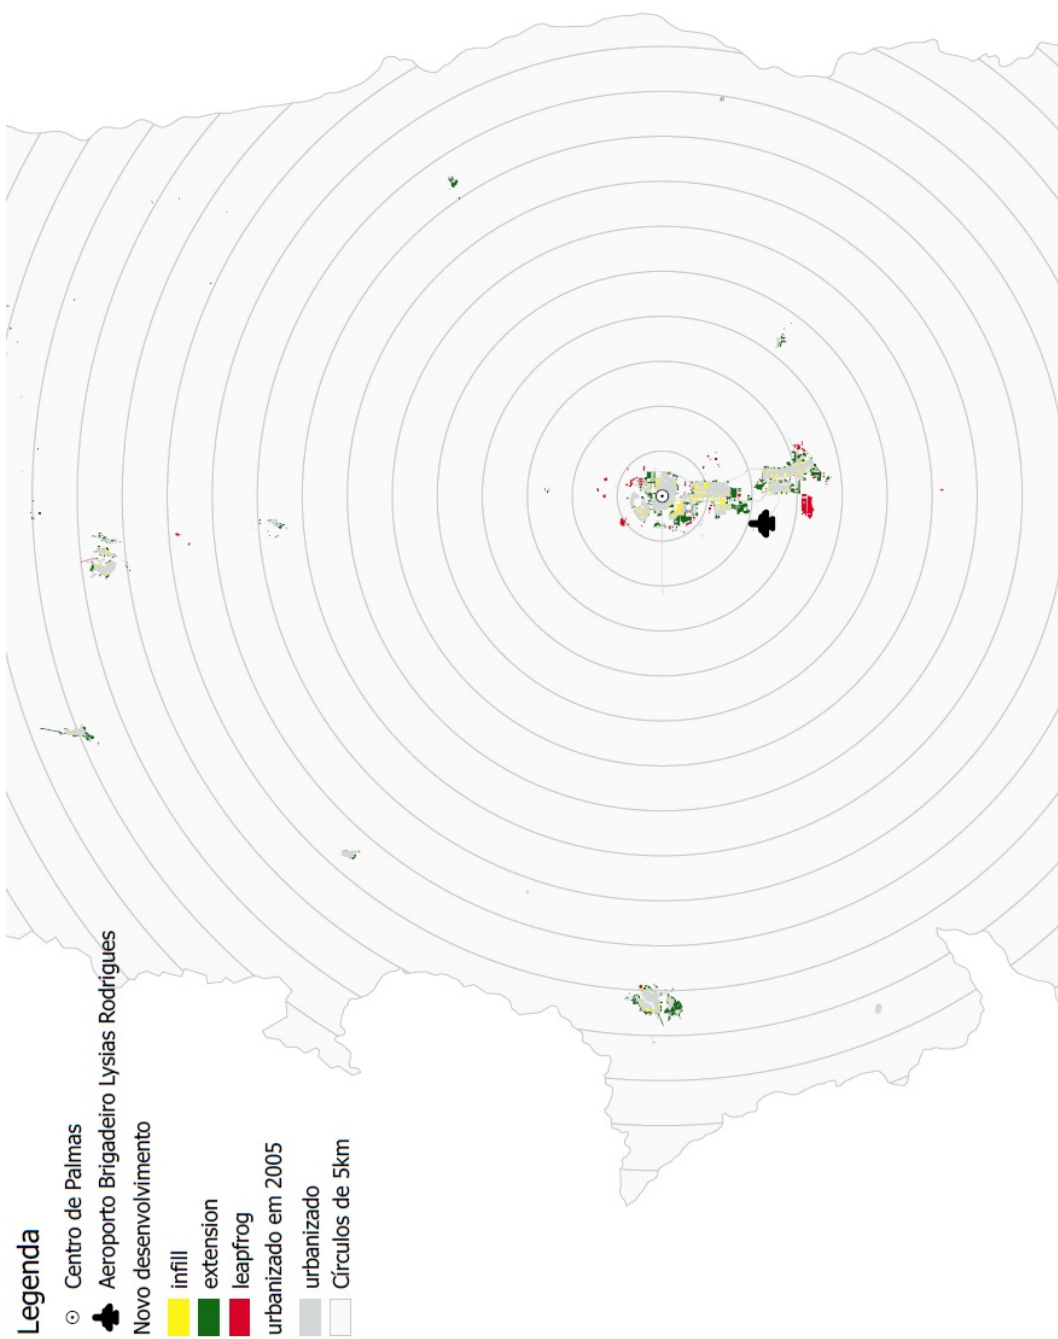 Legenda
Centro de Palmas
Aeroporto Brigadeiro Lysias Rodrigues
Novo desenvolvimento
infill
extension
leapfrog
urbanizado em 2005
urbanizado
Círculos de 5km